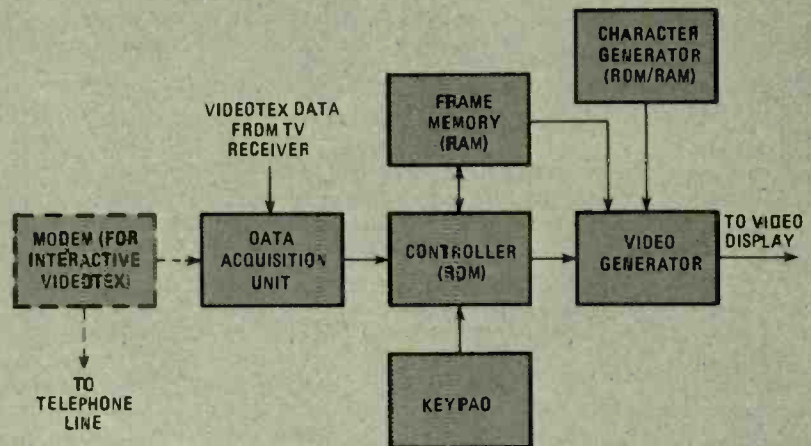 CHARACTER
GENERATOR
(ROM/RAM)
FRAME
MEMORY
(RAM)
VIDEOTEX DATA
FROM TV
RECEIVER
MODEM (FOR
INTERACTIVE
VIDEOTEX)
DATA
ACQUISITION
UNIT
CONTROLLER
(ROM)
VIDEO
GENERATOR
TO VIDEO
DISPLAY
TO
TELEPHONE
LINE
KEYPAD